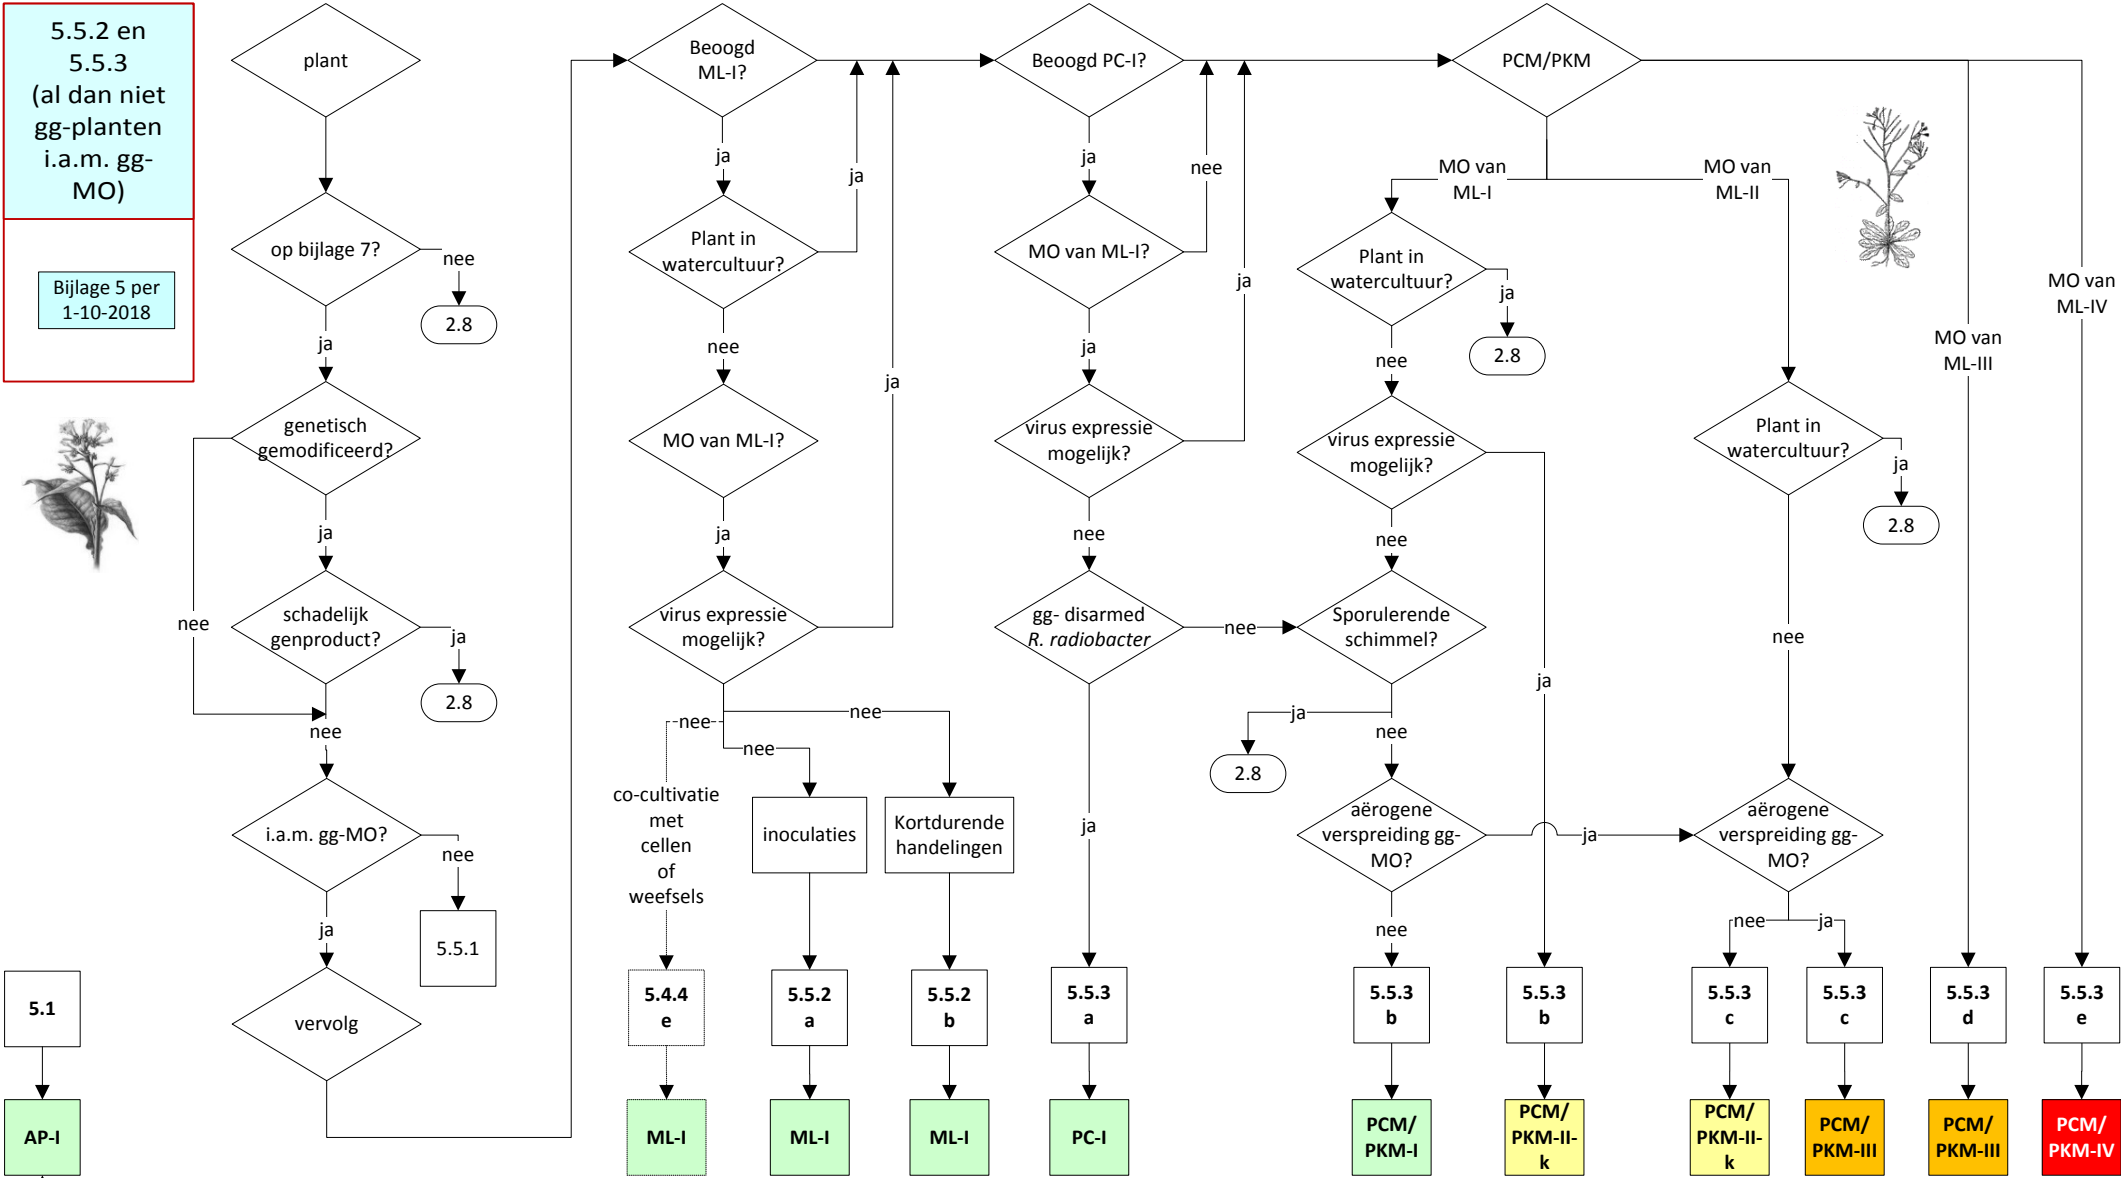 5.5.2 en
5.5.3
(al dan niet
gg-planten
i.a.m. gg-
MO)
Bijlage 5 per
1-10-2018
plant
op bijlage 7?
nee
2.8
ja
genetisch
gemodificeerd?
nee
ja
schadelijk
genproduct?
ja
2.8
nee
i.a.m. gg-MO?
nee
5.5.1
ja
vervolg
5.1
AP-I
Beoogd
ML-I?
ja
Plant in
watercultuur?
ja
nee
MO van ML-I?
ja
virus expressie
mogelijk?
ja
nee
nee
nee
co-cultivatie
met
cellen
of
weefsels
inoculaties
Kortdurende
handelingen
5.4.4
e
5.5.2
a
5.5.2
b
ML-I
ML-I
ML-I
Beoogd PC-I?
ja
MO van ML-I?
nee
ja
virus expressie
mogelijk?
ja
nee
gg- disarmed
R. radiobacter
nee
ja
5.5.3
a
PC-I
PCM/PKM
MO van
ML-I
MO van
ML-II
MO van
ML-III
MO van
ML-IV
Plant in
watercultuur?
ja
2.8
nee
virus expressie
mogelijk?
ja
nee
Sporulerende
schimmel?
ja
2.8
nee
aërogene
verspreiding gg-
MO?
ja
nee
Plant in
watercultuur?
ja
2.8
nee
aërogene
verspreiding gg-
MO?
nee
ja
5.5.3
b
5.5.3
b
5.5.3
c
5.5.3
c
5.5.3
d
5.5.3
e
PCM/
PKM-I
PCM/
PKM-II-
k
PCM/
PKM-II-
k
PCM/
PKM-III
PCM/
PKM-III
PCM/
PKM-IV